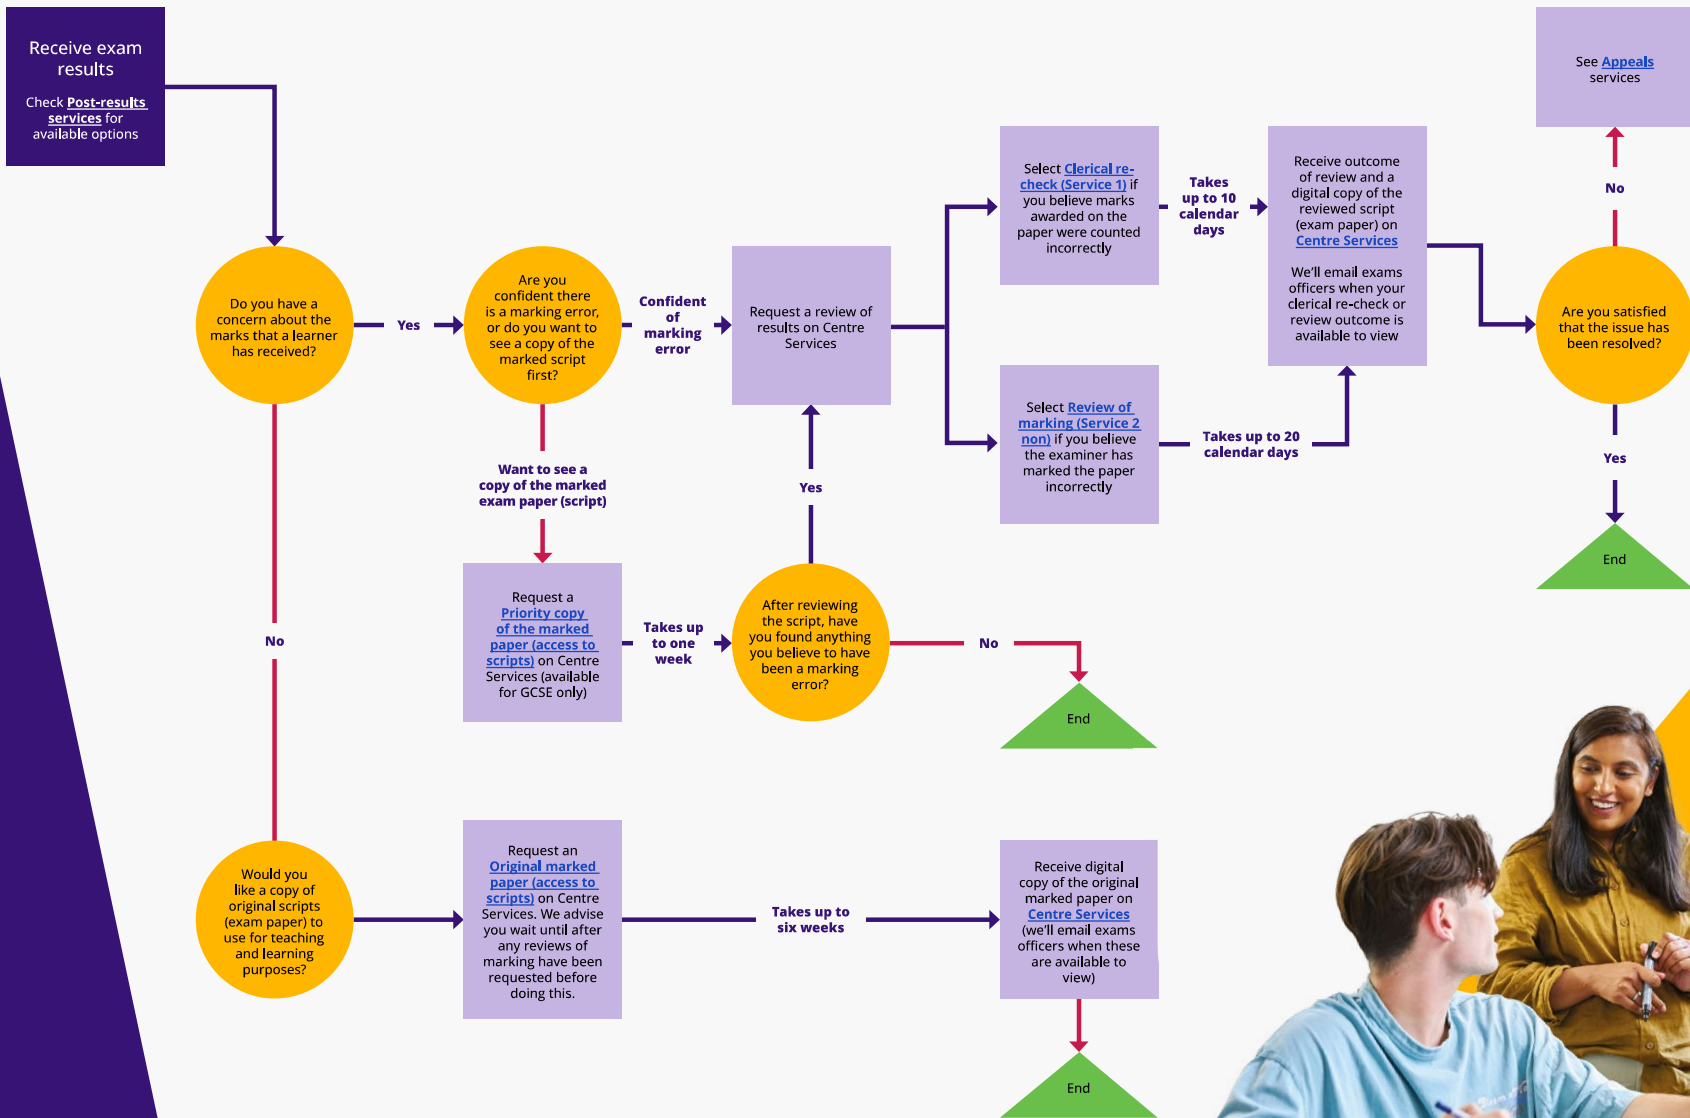 Receive exam
results
Check Post-results
services for
available options
Do you have a
concern about the
marks that a learner
has received?
Yes
Are you
confident there
is a marking error,
or do you want to
see a copy of the
marked script
first?
Confident
of
marking
error
Request a review of
results on Centre
Services
Select Clerical re-
check (Service 1) if
you believe marks
awarded on the
paper were counted
incorrectly
Takes
up to 10
calendar
days
Select Review of
marking (Service 2
non) if you believe
the examiner has
marked the paper
incorrectly
Takes up to 20
calendar days
Receive outcome
of review and a
digital copy of the
reviewed script
(exam paper) on
Centre Services
We'll email exams
officers when your
clerical re-check or
review outcome is
available to view
Are you satisfied
that the issue has
been resolved?
No
See Appeals
services
Yes
End
Want to see a
copy of the marked
exam paper (script)
Request a
Priority copy
of the marked
paper (access to
scripts) on Centre
Services (available
for GCSE only)
Takes up
to one
week
After reviewing
the script, have
you found anything
you believe to have
been a marking
error?
Yes
No
End
No
Would you
like a copy of
original scripts
(exam paper) to
use for teaching
and learning
purposes?
Request an
Original marked
paper (access to
scripts) on Centre
Services. We advise
you wait until after
any reviews of
marking have been
requested before
doing this.
Takes up to
six weeks
Receive digital
copy of the original
marked paper on
Centre Services
(we'll email exams
officers when these
are available to
view)
End